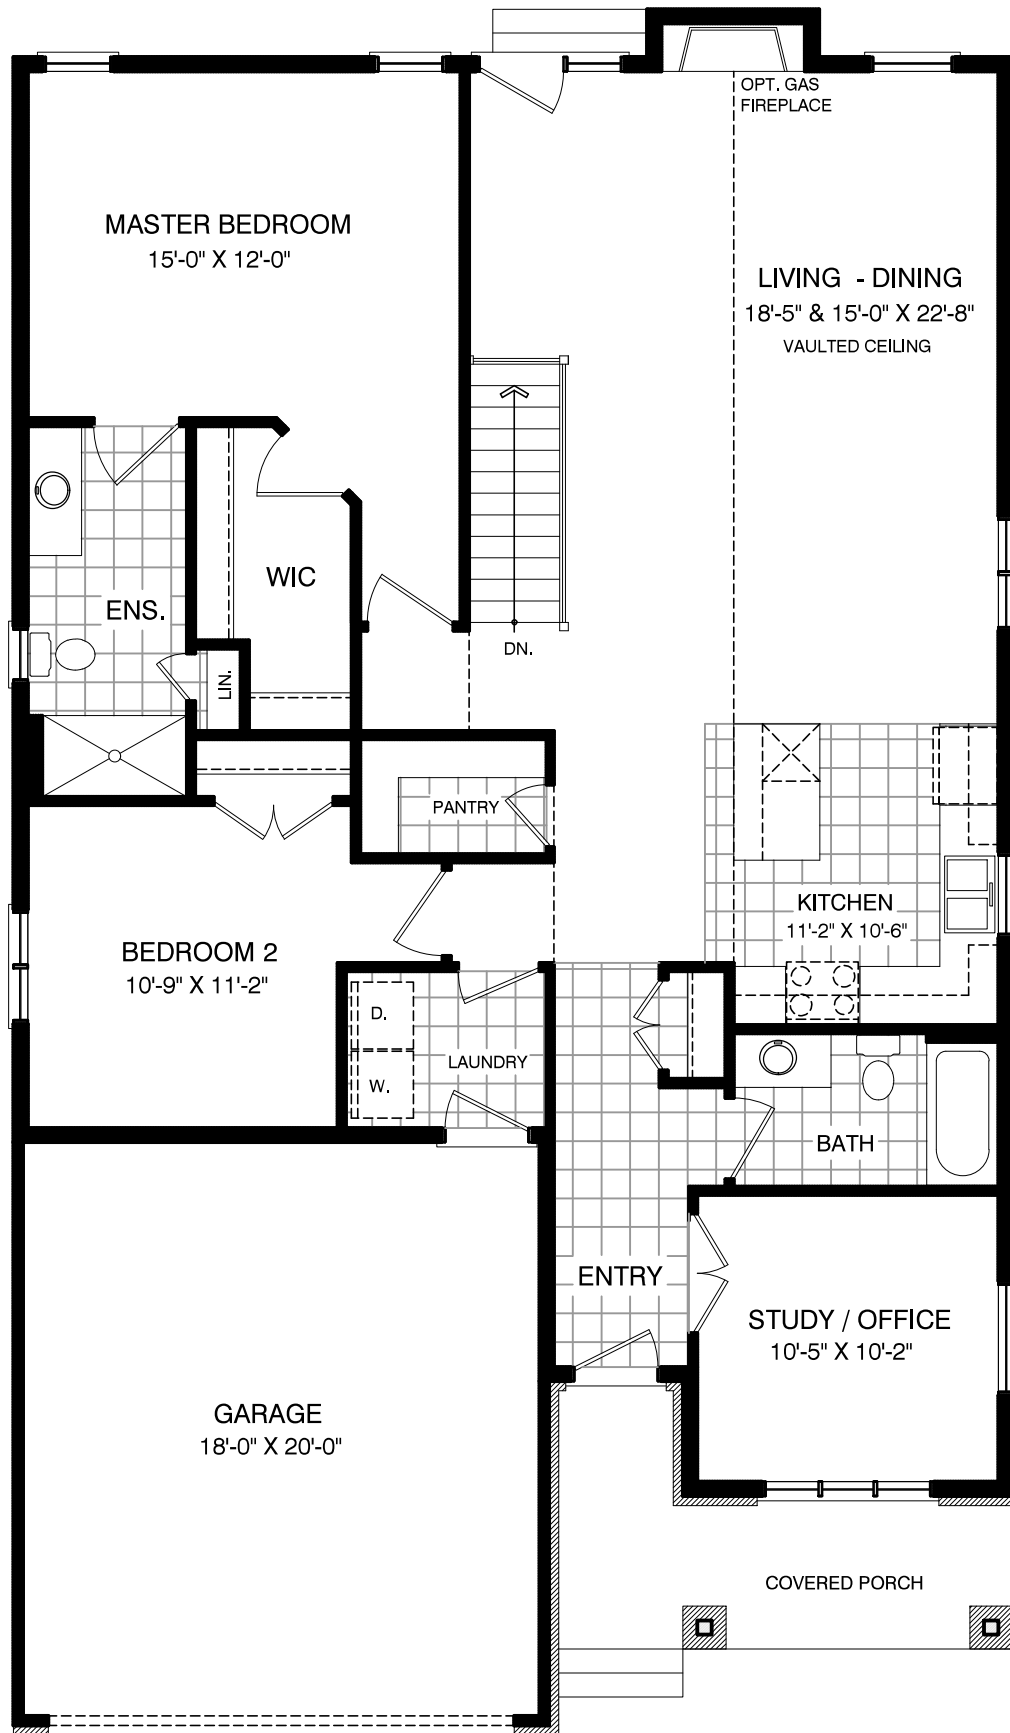 OPT. GAS
FIREPLACE
MASTER BEDROOM
15'-0" X 12'-0"
LIVING - DINING
18'-5" & 15'-0" X 22'-8"
VAULTED CEILING
WIC
ENS.
DN.
LIN.
PANTRY
KITCHEN
11'-2" X 10'-6"
BEDROOM 2
10'-9" X 11'-2"
D.
LAUNDRY
W.
BATH
ENTRY
STUDY / OFFICE
10'-5" X 10'-2"
GARAGE
18'-0" X 20'-0"
COVERED PORCH